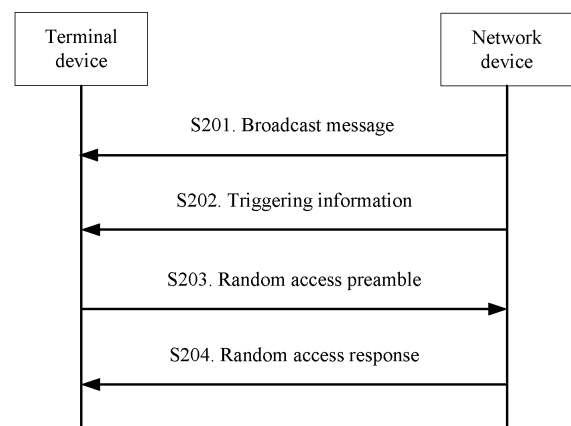 Terminal
device
Network
device
S201. Broadcast message
S202. Triggering information
S203. Random access preamble
S204. Random access response